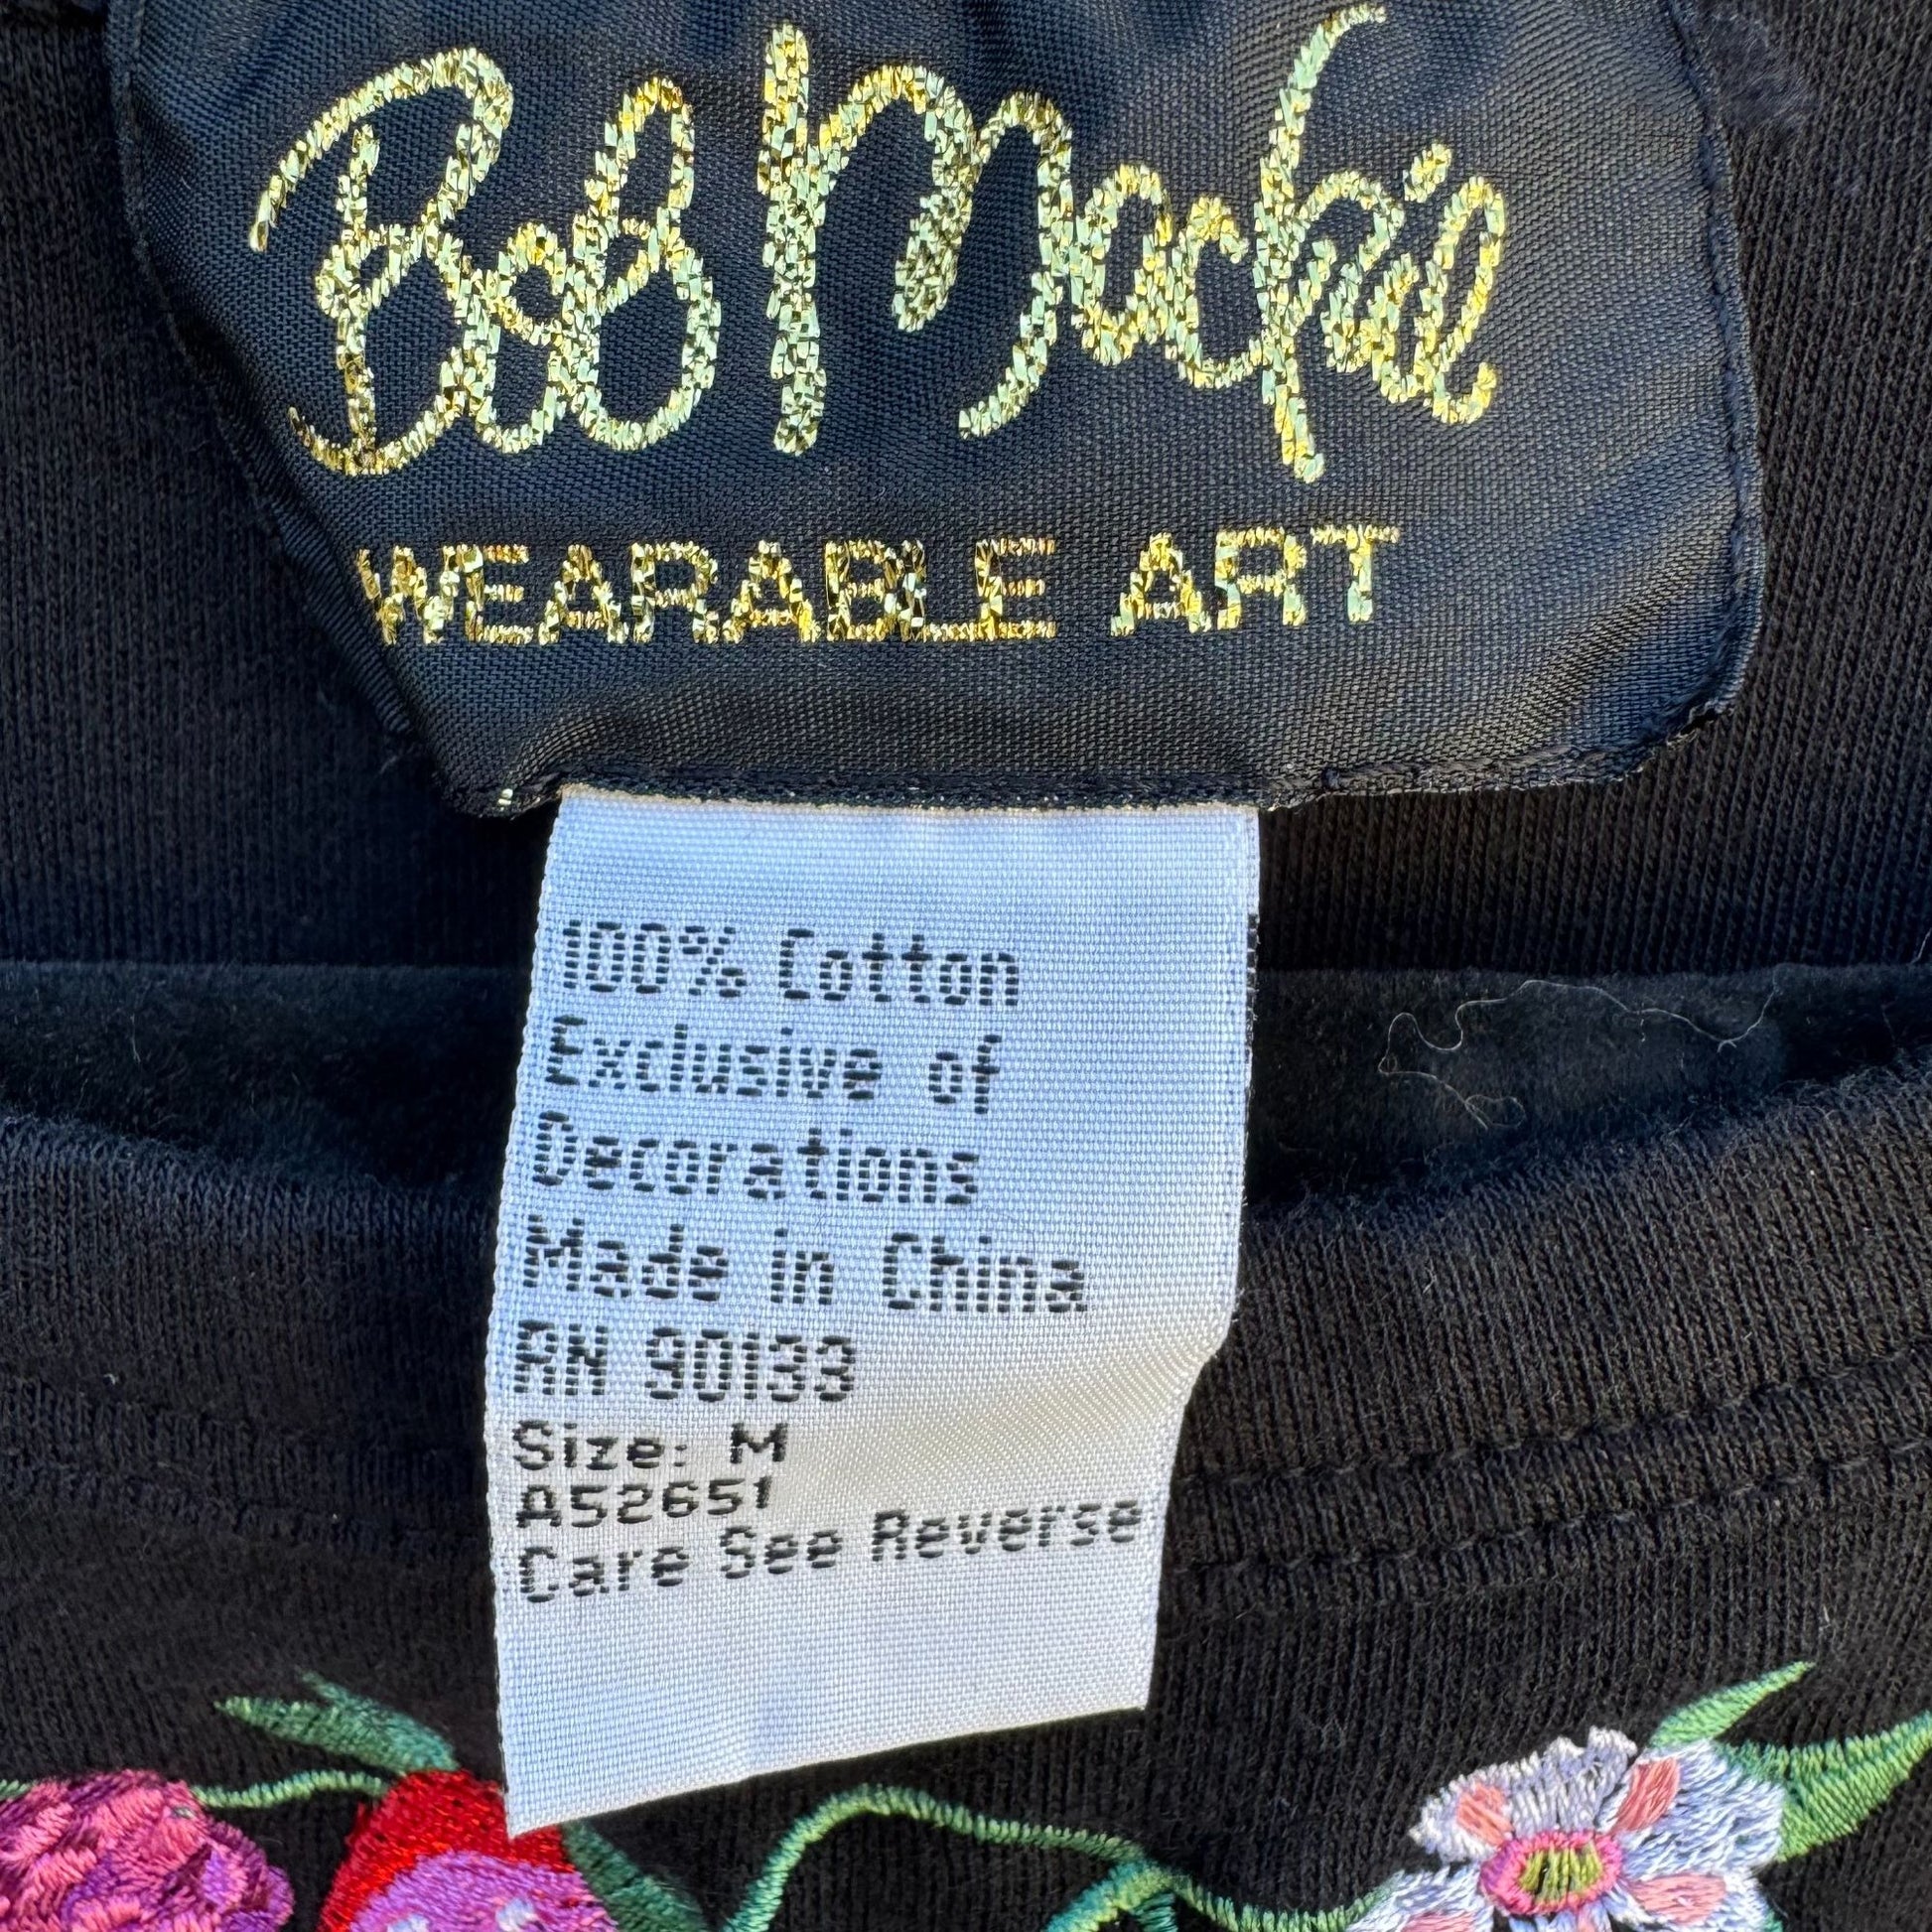 Bob Mackie
WEARABLE ART
100% Cotton
Exclusive of
Decorations
Made in China
RN 90133
Size: M
A52651
Care See Reverse